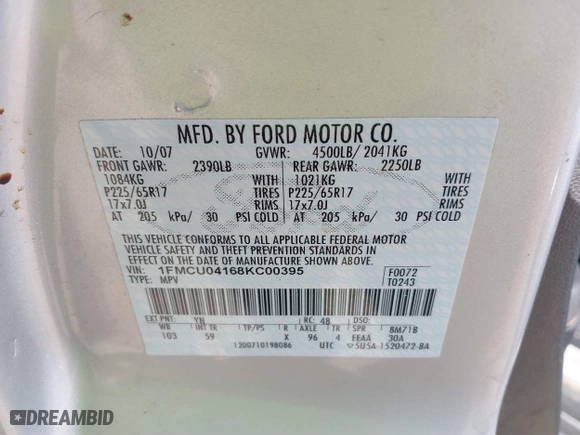 MFD. BY FORD MOTOR CO.
DATE: 10/07 GVWR: 4500LB/ 2041KG
FRONT GAWR: 2390LB REAR GAWR: 2250LB
1084KG WITH 1021KG WITH
P225/65R17 TIRES P225/65R17 TIRES
17x7.0J RIMS 17x7.0J RIMS
AT 205 kPa/ 30 PSI COLD AT 205 kPa/ 30 PSI COLD
THIS VEHICLE CONFORMS TO ALL APPLICABLE FEDERAL MOTOR
VEHICLE SAFETY AND THEFT PREVENTION STANDARDS IN
EFFECT ON THE DATE OF MANUFACTURE SHOWN ABOVE.
VIN: 1FMCU04168KC00395 F0072
TYPE: MPV T0243
EXT PNT: YN RC: 48 DSO:
WB INT TR TP/PS R AXLE TR SPR 8M71B
103 59 X 96 4 EEAA 30A
1200710198086 UTC 5U5A-1520472-BA
DREAMBID